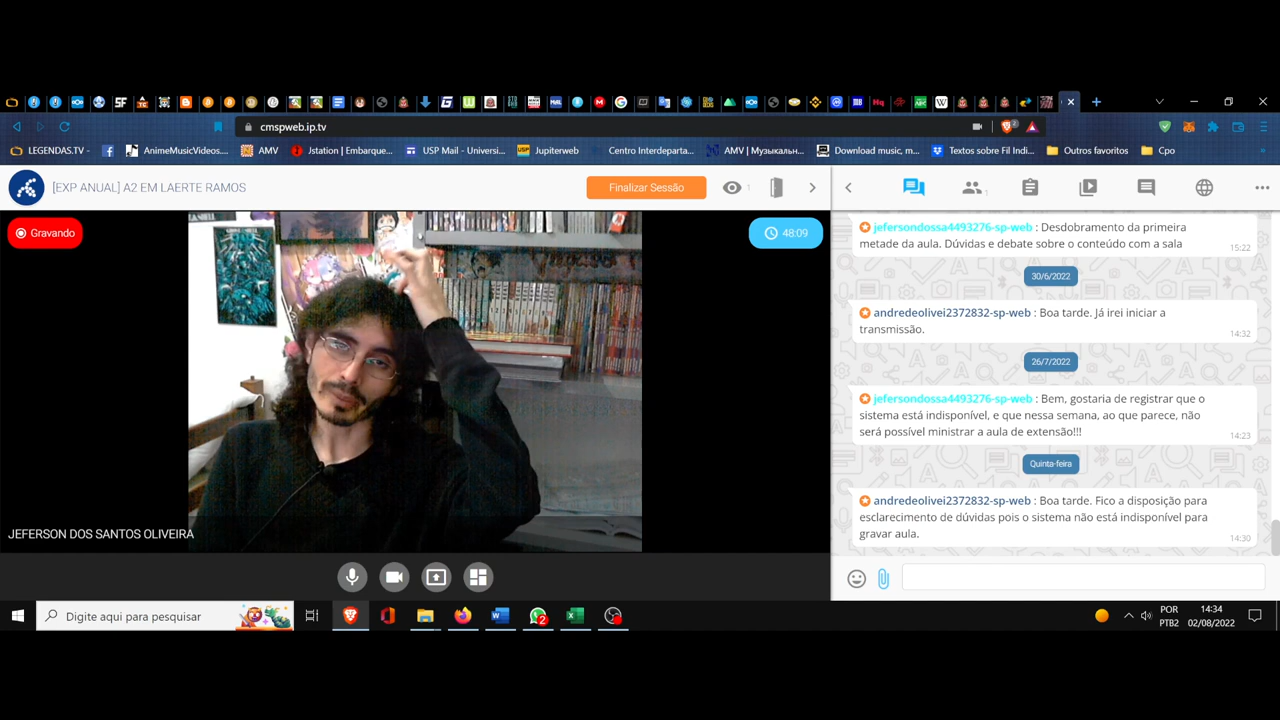 cmspweb.ip.tv
2
LEGENDAS.TV -
AnimeMusicVideos...
AMV
Jstation | Embarque...
USP Mail - Universi...
Jupiterweb
Centro Interdeparta...
AMV | Музыкальн...
Download music, m...
Textos sobre Fil Indi...
Outros favoritos
Cpo
[EXP ANUAL] A2 EM LAERTE RAMOS
Finalizar Sessão
1
1
Gravando
48:09
JEFERSON DOS SANTOS OLIVEIRA
jefersondossa4493276-sp-web : Desdobramento da primeira
metade da aula. Dúvidas e debate sobre o conteúdo com a sala
15:22
30/6/2022
andredeolivei2372832-sp-web : Boa tarde. Já irei iniciar a
transmissão.
14:32
26/7/2022
jefersondossa4493276-sp-web : Bem, gostaria de registrar que o
sistema está indisponível, e que nessa semana, ao que parece, não
será possível ministrar a aula de extensão!!!
14:23
Quinta-feira
andredeolivei2372832-sp-web : Boa tarde. Fico a disposição para
esclarecimento de dúvidas pois o sistema não está indisponível para
gravar aula.
14:30
Digite aqui para pesquisar
2
POR
PTB2
14:34
02/08/2022